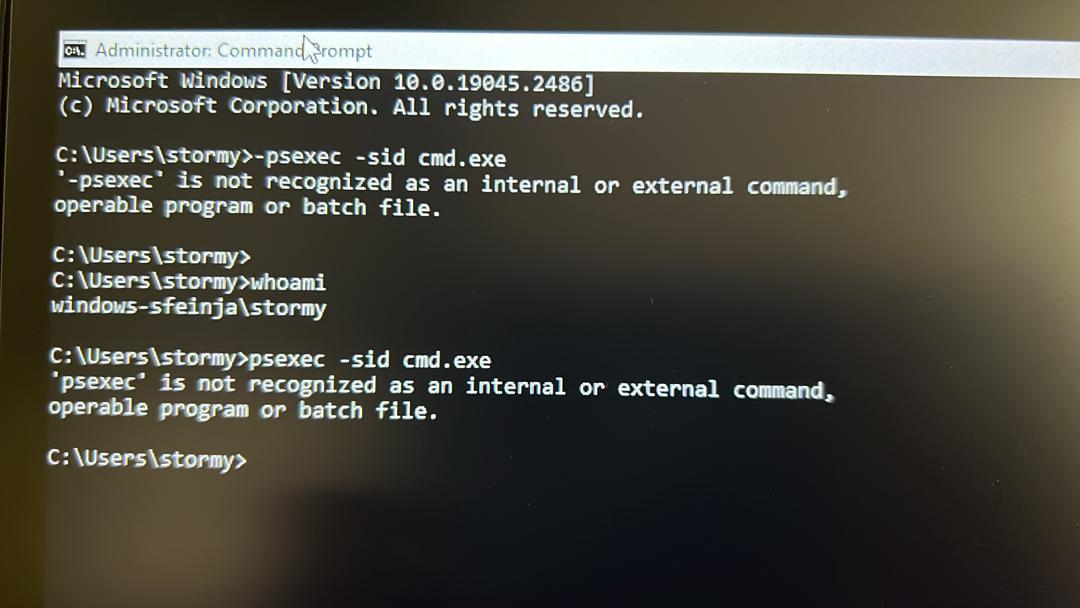 Administrator: Command Prompt
Microsoft Windows [Version 10.0.19045.2486]
(c) Microsoft Corporation. All rights reserved.
C:\Users\stormy>-psexec -sid cmd.exe
'-psexec' is not recognized as an internal or external command,
operable program or batch file.
C:\Users\stormy>
C:\Users\stormy>whoami
windows-sfeinja\stormy
C:\Users\stormy>psexec -sid cmd.exe
'psexec' is not recognized as an internal or external command,
operable program or batch file.
C:\Users\stormy>